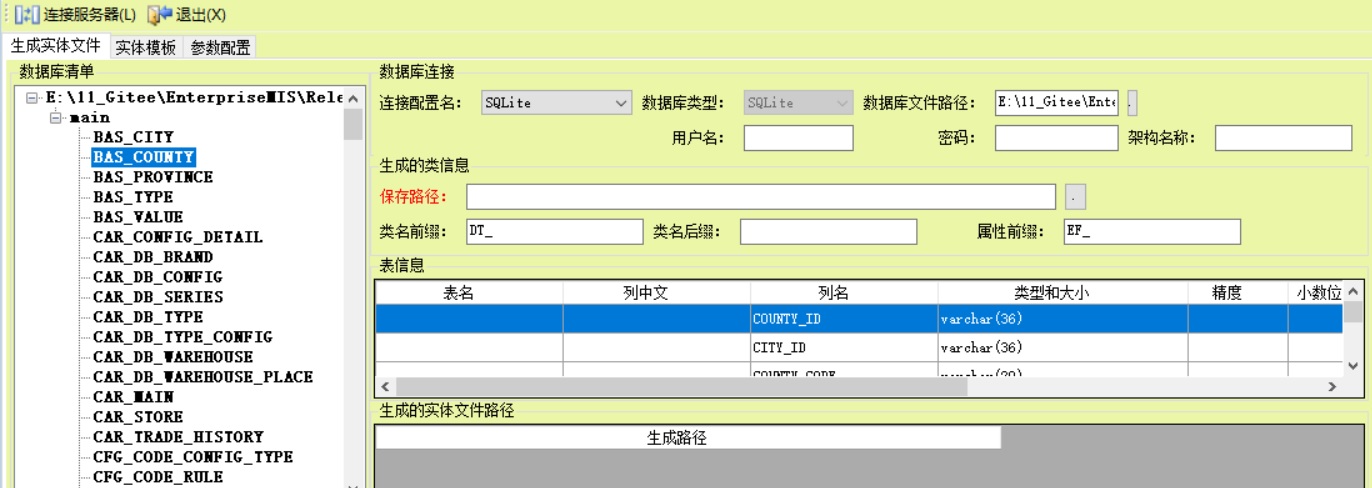 连接服务器(L) 退出(X)
生成实体文件 实体模板 参数配置
数据库清单
E:\11_Gitee\EnterpriseMIS\Rele
main
BAS_CITY
BAS_COUNTY
BAS_PROVINCE
BAS_TYPE
BAS_VALUE
CAR_CONFIG_DETAIL
CAR_DB_BRAND
CAR_DB_CONFIG
CAR_DB_SERIES
CAR_DB_TYPE
CAR_DB_TYPE_CONFIG
CAR_DB_WAREHOUSE
CAR_DB_WAREHOUSE_PLACE
CAR_MAIN
CAR_STORE
CAR_TRADE_HISTORY
CFG_CODE_CONFIG_TYPE
CFG_CODE_RULE
数据库连接
连接配置名: SQLite 数据库类型: SQLite 数据库文件路径: E:\11_Gitee\Ente .
用户名: 密码: 架构名称:
生成的类信息
保存路径: .
类名前缀: DT_ 类名后缀: 属性前缀: EF_
表信息
表名 列中文 列名 类型和大小 精度 小数位
COUNTY_ID varchar(36)
CITY_ID varchar(36)
COUNTY_CODE varchar(20)
生成的实体文件路径
生成路径